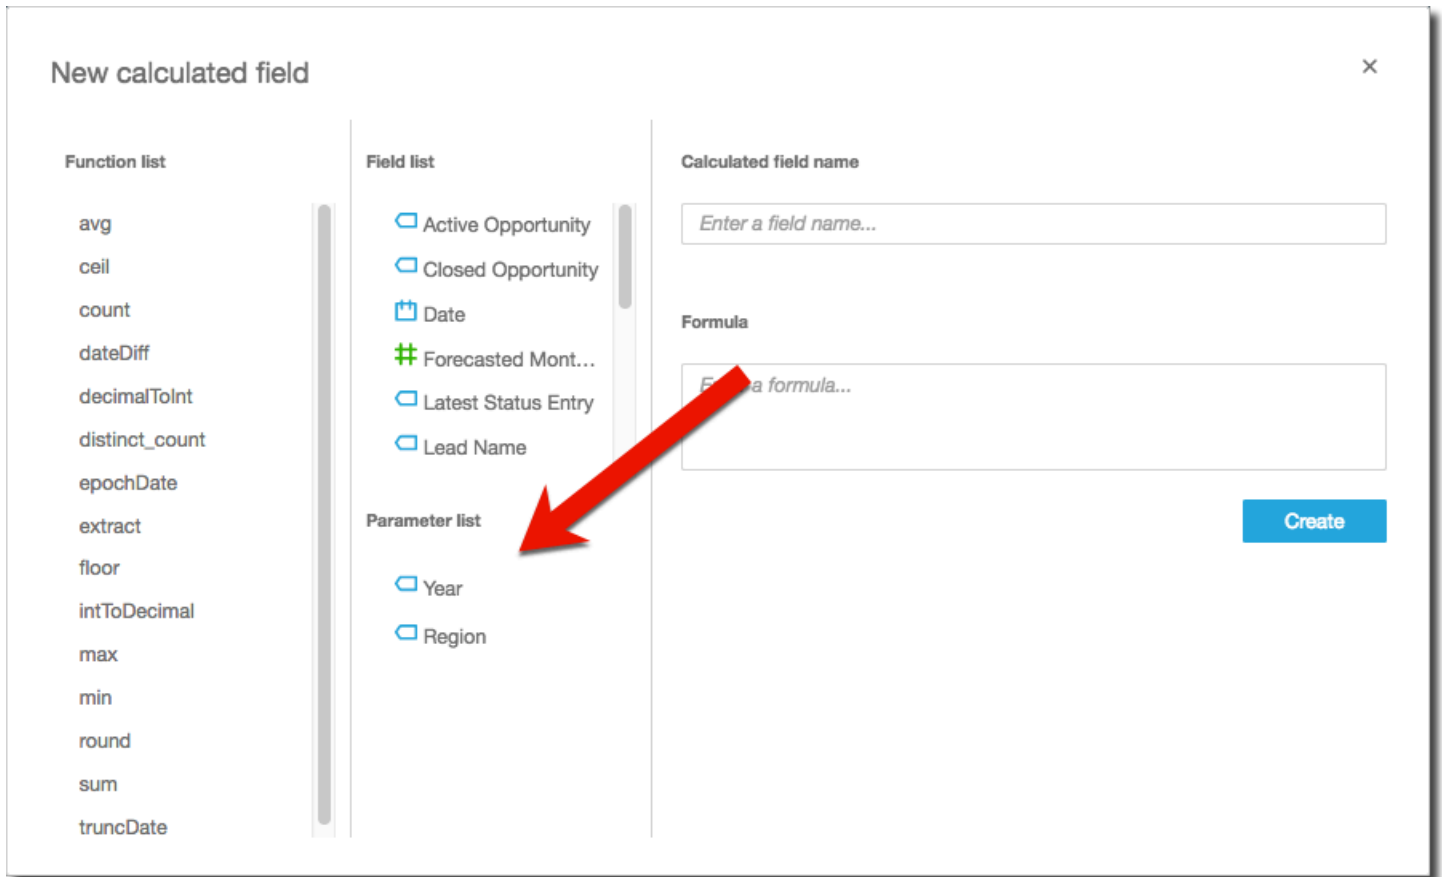 New calculated field
×
Function list
avg
ceil
count
dateDiff
decimalToInt
distinct_count
epochDate
extract
floor
intToDecimal
max
min
round
sum
truncDate
Field list
Active Opportunity
Closed Opportunity
Date
Forecasted Mont...
Latest Status Entry
Lead Name
Parameter list
Year
Region
Calculated field name
Enter a field name...
Formula
a formula...
Create